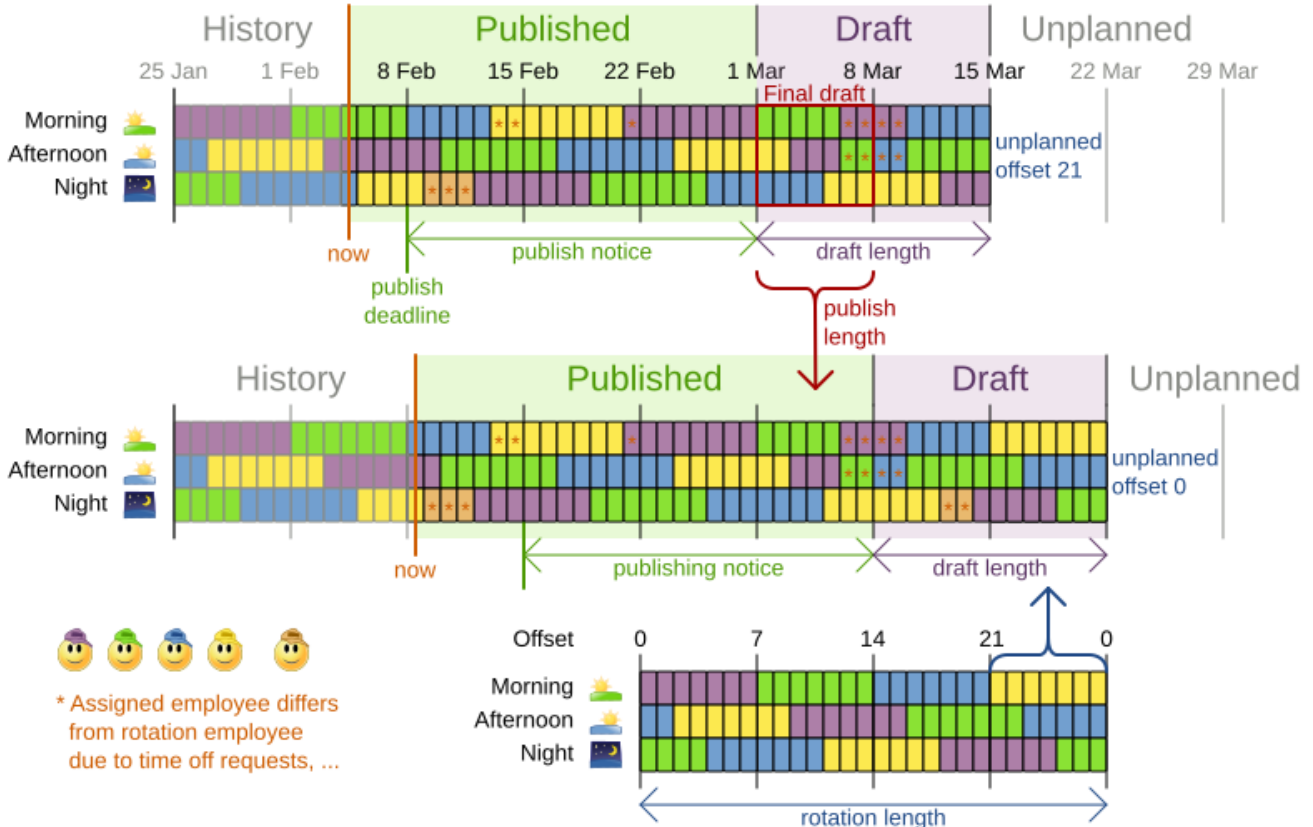 History Published Draft Unplanned
25 Jan 1 Feb 8 Feb 15 Feb 22 Feb 1 Mar 8 Mar 15 Mar 22 Mar 29 Mar
Final draft
Morning * * * * * * *
Afternoon * * * * unplanned
offset 21
Night * * *
now publish notice draft length
publish
deadline
publish
length
History Published Draft Unplanned
Morning * * * * * * *
Afternoon * * * * unplanned
offset 0
Night * * * * *
now publishing notice draft length
Offset 0 7 14 21 0
Morning
Afternoon
Night
rotation length
* Assigned employee differs
from rotation employee
due to time off requests, ...